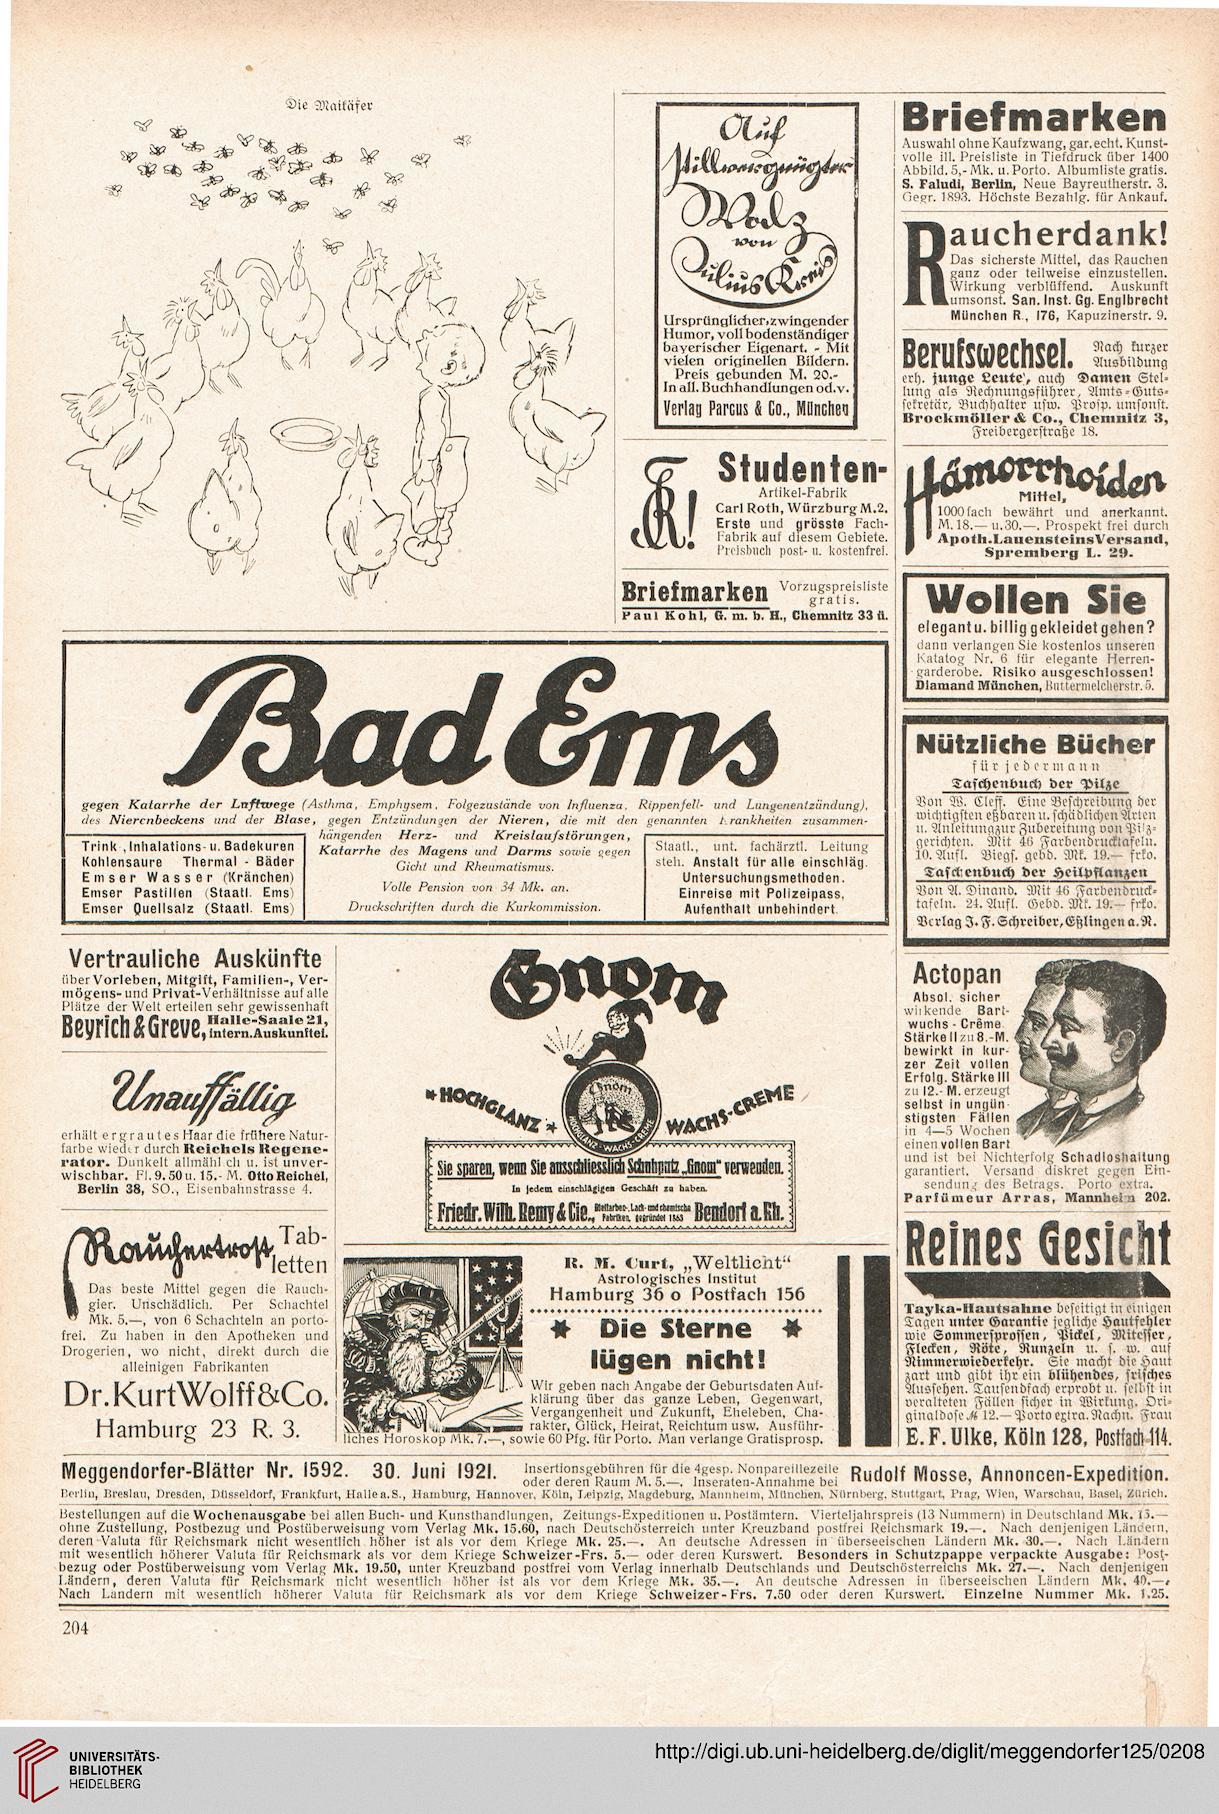 Die Maikäfer
Auf
stillvergnügter
Walz
von
Julius Kreis
Ursprünglicher, zwingender
Humor, voll bodenständiger
bayerischer Eigenart. - Mit
vielen originellen Bildern.
Preis gebunden M. 20.-
In all. Buchhandlungen od. v.
Verlag Parcus & Co., München
Studenten-
Artikel-Fabrik
Carl Roth, Würzburg M.2.
Erste und grösste Fach-
Fabrik auf diesem Gebiete.
Preisbuch post- u. kostenfrei.
Briefmarken Vorzugspreisliste
gratis.
Paul Kohl, G. m. b. H., Chemnitz 33 ü.
Briefmarken
Auswahl ohne Kaufzwang, gar. echt. Kunst-
volle ill. Preisliste in Tiefdruck über 1400
Abbild. 5,- Mk. u. Porto. Albumliste gratis.
S. Faludi, Berlin, Neue Bayreutherstr. 3.
Gegr. 1893. Höchste Bezahlg. für Ankauf.
Raucherdank!
Das sicherste Mittel, das Rauchen
ganz oder teilweise einzustellen.
Wirkung verblüffend. Auskunft
umsonst. San. Inst. Gg. Englbrecht
München R., 176, Kapuzinerstr. 9.
Berufswechsel. Nach kurzer
Ausbildung
erh. junge Leute, auch Damen Stel-
lung als Rechnungsführer, Amts-Guts-
sekretär, Buchhalter usw. Prosp. umsonst.
Brockmöller & Co., Chemnitz 3,
Freibergerstraße 18.
Hämorrhoiden
Mittel,
1000fach bewährt und anerkannt.
M. 18.— u. 30.—. Prospekt frei durch
Apoth. Lauensteins Versand,
Spremberg L. 29.
Wollen Sie
elegant u. billig gekleidet gehen?
dann verlangen Sie kostenlos unseren
Katatog Nr. 6 für elegante Herren-
garderobe. Risiko ausgeschlossen!
Diamand München, Buttermelcherstr. 5.
Nützliche Bücher
für jedermann
Taschenbuch der Pilze
Von W. Cleff. Eine Beschreibung der
wichtigsten eßbaren u. schädlichen Arten
u. Anleitung zur Zubereitung von Pilz-
gerichten. Mit 46 Farbendrucktafeln.
10. Aufl. Biegs. gebd. Mk. 19.— frko.
Taschenbuch der Heilpflanzen
Von A. Dinand. Mit 46 Farbendruck-
tafeln. 24. Aufl. Gebd. Mk. 19.— frko.
Verlag J. F. Schreiber, Eßlingen a. N.
Bad Ems
gegen Katarrhe der Luftwege (Asthma, Emphysem, Folgezustände von Influenza, Rippenfell- und Lungenentzündung),
des Nierenbeckens und der Blase, gegen Entzündungen der Nieren, die mit den genannten Krankheiten zusammen-
hängenden Herz- und Kreislaufstörungen,
Katarrhe des Magens und Darms sowie gegen
Gicht und Rheumatismus.
Volle Pension von 34 Mk. an.
Druckschriften durch die Kurkommission.
Trink-, Inhalations- u. Badekuren
Kohlensaure Thermal - Bäder
Emser Wasser (Kränchen)
Emser Pastillen (Staatl. Ems)
Emser Quellsalz (Staatl. Ems)
Staatl., unt. fachärztl. Leitung
steh. Anstalt für alle einschläg.
Untersuchungsmethoden.
Einreise mit Polizeipass,
Aufenthalt unbehindert.
Vertrauliche Auskünfte
über Vorleben, Mitgift, Familien-, Ver-
mögens- und Privat-Verhältnisse auf alle
Plätze der Welt erteilen sehr gewissenhaft
Beyrich & Greve, Halle-Saale 21,
Intern. Auskunftei.
Unauffällig
erhält ergrautes Haar die frühere Natur-
farbe wieder durch Reichels Regene-
rator. Dunkelt allmählich u. ist unver-
wischbar. Fl. 9.50 u. 15.- M. Otto Reichel,
Berlin 38, SO., Eisenbahnstrasse 4.
Rauchertrost Tab-
letten
Das beste Mittel gegen die Rauch-
gier. Unschädlich. Per Schachtel
Mk. 5.—, von 6 Schachteln an porto-
frei. Zu haben in den Apotheken und
Drogerien, wo nicht, direkt durch die
alleinigen Fabrikanten
Dr. Kurt Wolff & Co.
Hamburg 23 R. 3.
Gnom
HOCHGLANZ WACHS-CREME
Gnom
HOCHGLANZ-WACHS-CREME
Sie sparen, wenn Sie ausschliesslich Schuhputz „Gnom“ verwenden.
In jedem einschlägigen Geschäft zu haben.
Friedr. Wilh. Remy & Cie., Bleifarben-, Lack- und chemische
Fabriken, gegründet 1863 Bendorf a. Rh.
R. M. Curt, „Weltlicht“
Astrologisches Institut
Hamburg 36 o Postfach 156
Die Sterne
lügen nicht!
Wir geben nach Angabe der Geburtsdaten Auf-
klärung über das ganze Leben, Gegenwart,
Vergangenheit und Zukunft, Eheleben, Cha-
rakter, Glück, Heirat, Reichtum usw. Ausführ-
liches Horoskop Mk. 7.—, sowie 60 Pfg. für Porto. Man verlange Gratisprosp.
Actopan
Absol. sicher
wirkende Bart-
wuchs - Crême
Stärke II zu 8.-M.
bewirkt in kur-
zer Zeit vollen
Erfolg. Stärke III
zu 12.- M. erzeugt
selbst in ungün-
stigsten Fällen
in 4—5 Wochen
einen vollen Bart
und ist bei Nichterfolg Schadloshaltung
garantiert. Versand diskret gegen Ein-
sendung des Betrags. Porto extra.
Parfümeur Arras, Mannheim 202.
Reines Gesicht
Tayka-Hautsahne beseitigt in einigen
Tagen unter Garantie jegliche Hautfehler
wie Sommersprossen, Pickel, Mitesser,
Flecken, Röte, Runzeln u. s. w. auf
Nimmerwiederkehr. Sie macht die Haut
zart und gibt ihr ein blühendes, frisches
Aussehen. Tausendfach erprobt u. selbst in
veralteten Fällen sicher in Wirkung. Ori-
ginaldose ℳ 12.— Porto extra. Nachn. Frau
E. F. Ulke, Köln 128, Postfach 114.
Meggendorfer-Blätter Nr. 1592. 30. Juni 1921. Insertionsgebühren für die 4gesp. Nonpareillezeile
oder deren Raum M. 5.—. Inseraten-Annahme bei Rudolf Mosse, Annoncen-Expedition.
Berlin, Breslau, Dresden, Düsseldorf, Frankfurt, Halle a. S., Hamburg, Hannover, Köln, Leipzig, Magdeburg, Mannheim, München, Nürnberg, Stuttgart, Prag, Wien, Warschau, Basel, Zürich.
Bestellungen auf die Wochenausgabe bei allen Buch- und Kunsthandlungen, Zeitungs-Expeditionen u. Postämtern. Vierteljahrspreis (13 Nummern) in Deutschland Mk. 15.—
ohne Zustellung, Postbezug und Postüberweisung vom Verlag Mk. 15.60, nach Deutschösterreich unter Kreuzband postfrei Reichsmark 19.—. Nach denjenigen Ländern,
deren Valuta für Reichsmark nicht wesentlich höher ist als vor dem Kriege Mk. 25.—. An deutsche Adressen in überseeischen Ländern Mk. 30.—. Nach Ländern
mit wesentlich höherer Valuta für Reichsmark als vor dem Kriege Schweizer-Frs. 5.— oder deren Kurswert. Besonders in Schutzpappe verpackte Ausgabe: Post-
bezug oder Postüberweisung vom Verlag Mk. 19.50, unter Kreuzband postfrei vom Verlag innerhalb Deutschlands und Deutschösterreichs Mk. 27.—. Nach denjenigen
Ländern, deren Valuta für Reichsmark nicht wesentlich höher ist als vor dem Kriege Mk. 35.—. An deutsche Adressen in überseeischen Ländern Mk. 40.—.
Nach Ländern mit wesentlich höherer Valuta für Reichsmark als vor dem Kriege Schweizer-Frs. 7.50 oder deren Kurswert. Einzelne Nummer Mk. 1.25.
204
UNIVERSITÄTS-
BIBLIOTHEK
HEIDELBERG
http://digi.ub.uni-heidelberg.de/diglit/meggendorfer125/0208